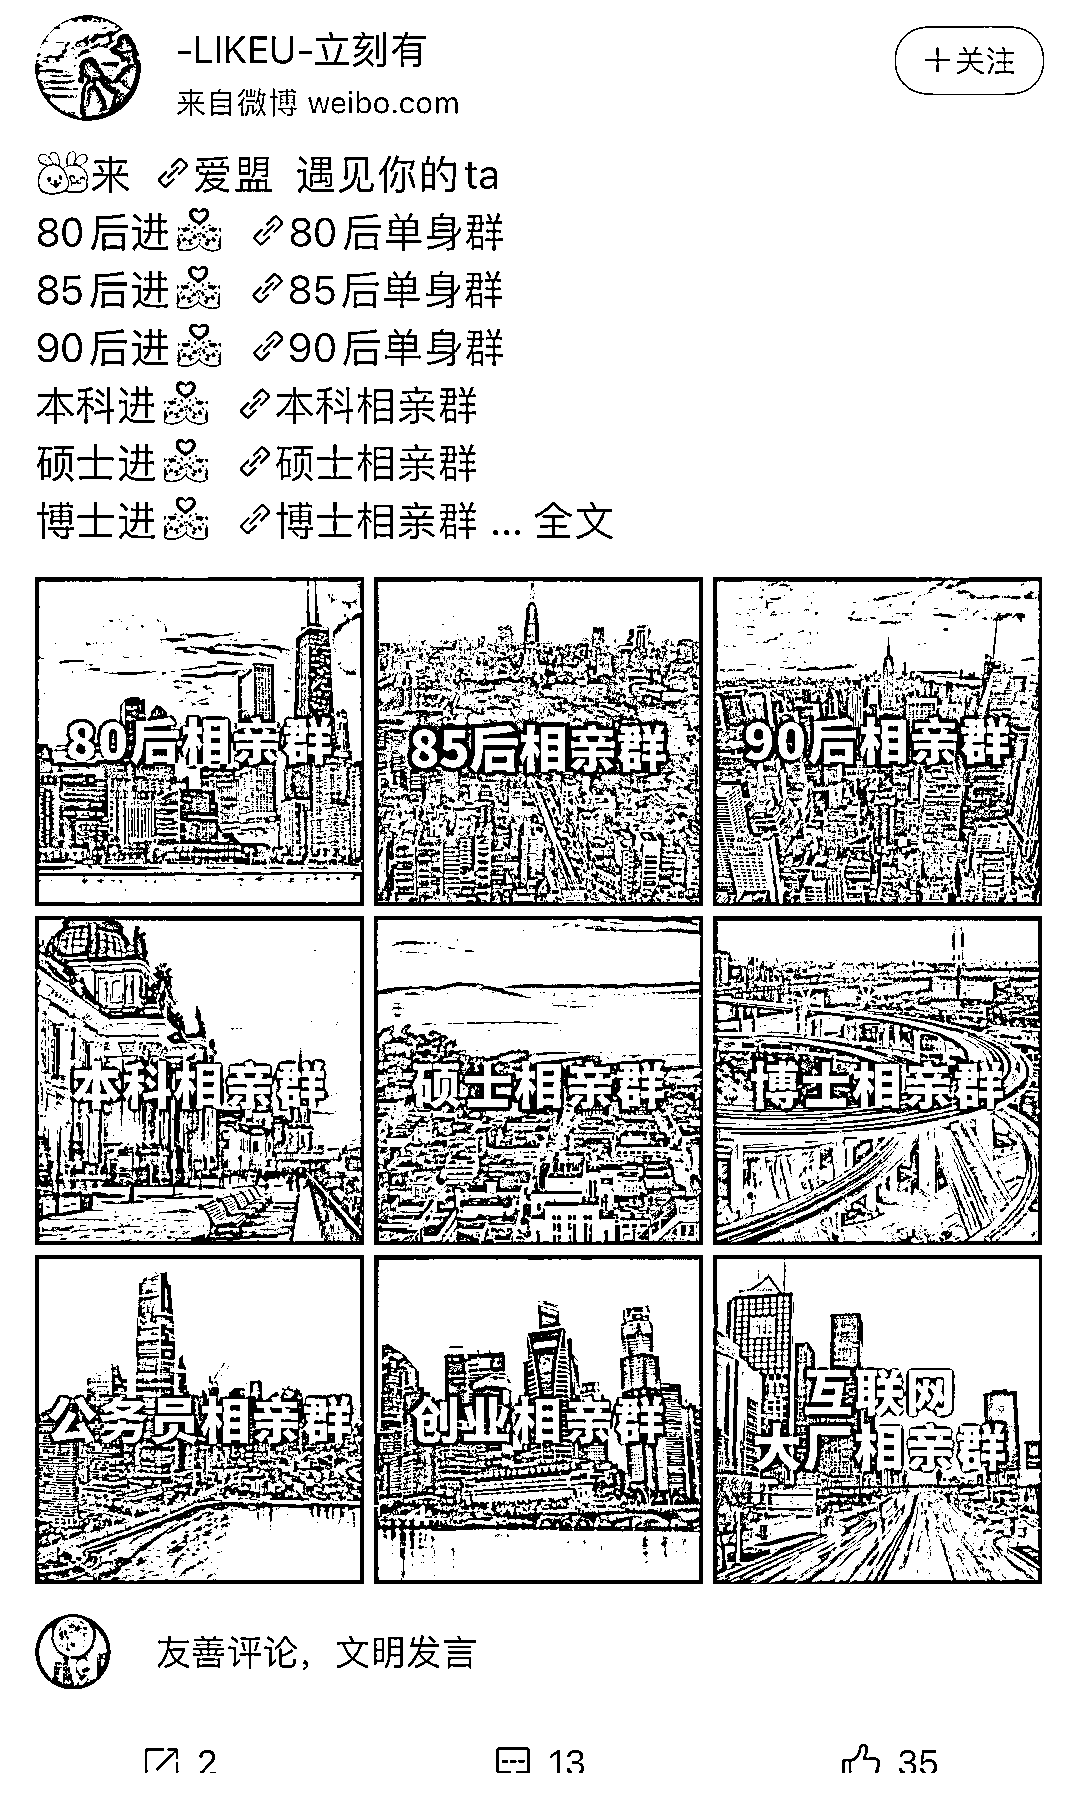 -LIKEU-立刻有
+关注
来自微博 weibo.com
来 爱盟 遇见你的ta
80后进 80后单身群
85后进 85后单身群
90后进 90后单身群
本科进 本科相亲群
硕士进 硕士相亲群
博士进 博士相亲群 ... 全文
80后相亲群
85后相亲群
90后相亲群
本科相亲群
硕士相亲群
博士相亲群
公务员相亲群
创业相亲群
互联网
大厂相亲群
友善评论，文明发言
2
13
35